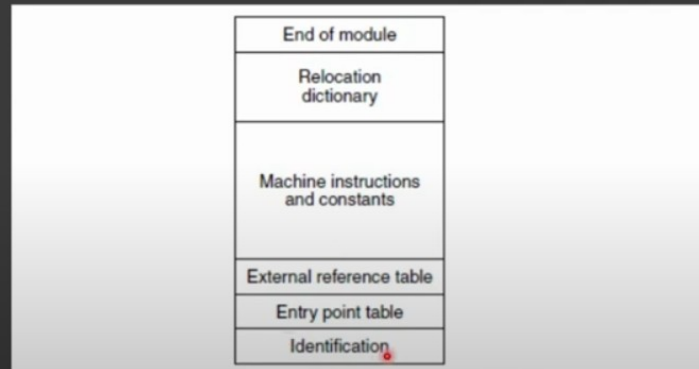 End of module
Relocation
dictionary
Machine instructions
and constants
External reference table
Entry point table
Identification